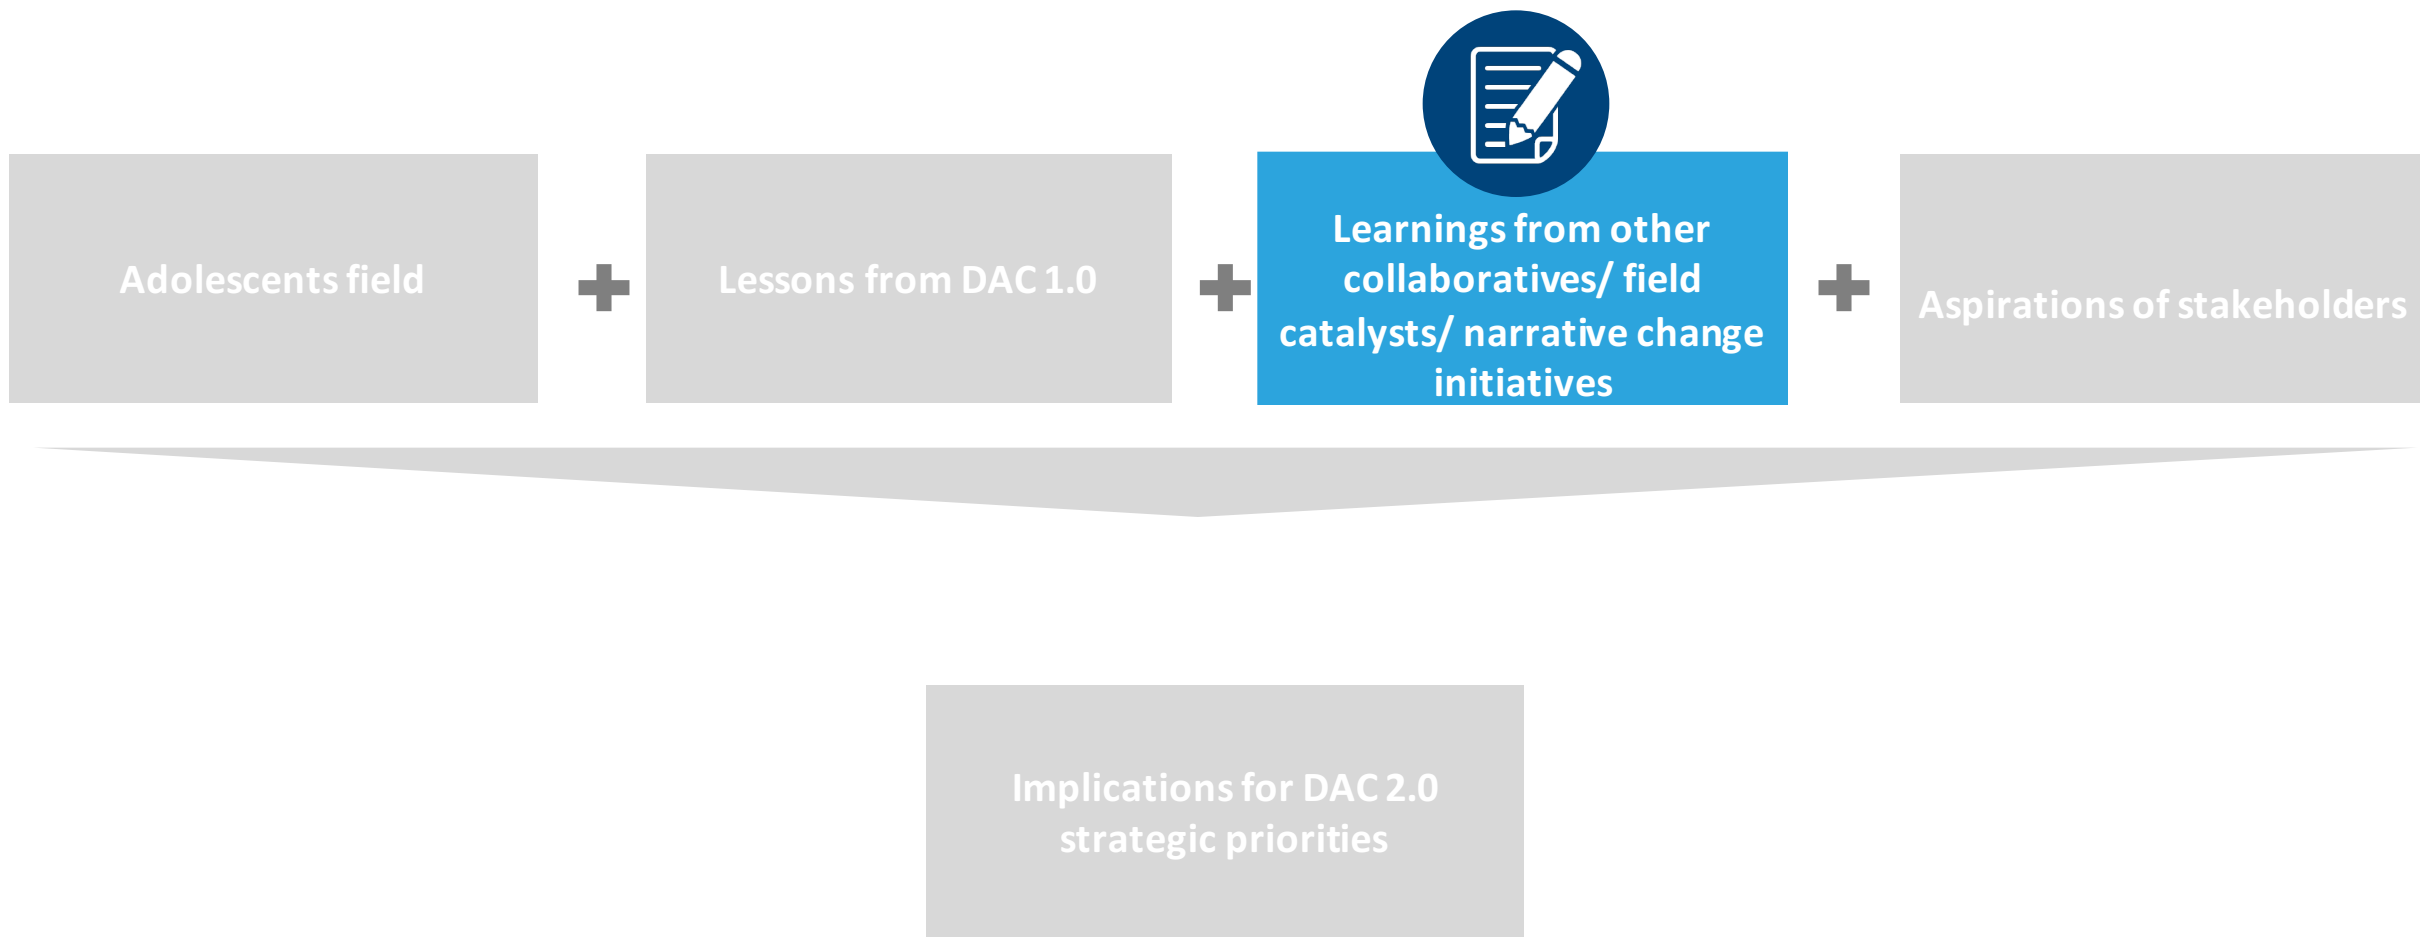 Adolescents field
Lessons from DAC 1.0
Learnings from other
collaboratives/ field
catalysts/ narrative change
initiatives
Aspirations of stakeholders
Implications for DAC 2.0
strategic priorities